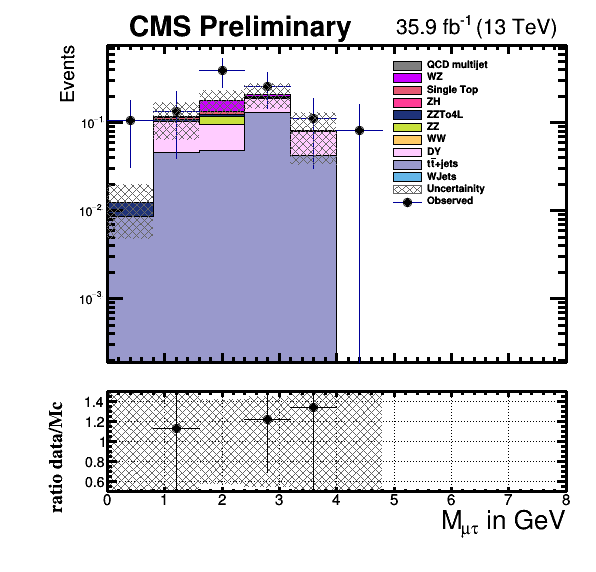 CMS Preliminary 35.9 fb⁻¹ (13 TeV)
Events
10⁻¹
10⁻²
10⁻³
QCD multijet
WZ
Single Top
ZH
ZZTo4L
ZZ
WW
DY
tt̄+jets
WJets
Uncertainity
Observed
ratio data/Mc
1.4
1.2
1
0.8
0.6
0 1 2 3 4 5 6 7 8
M_μτ in GeV